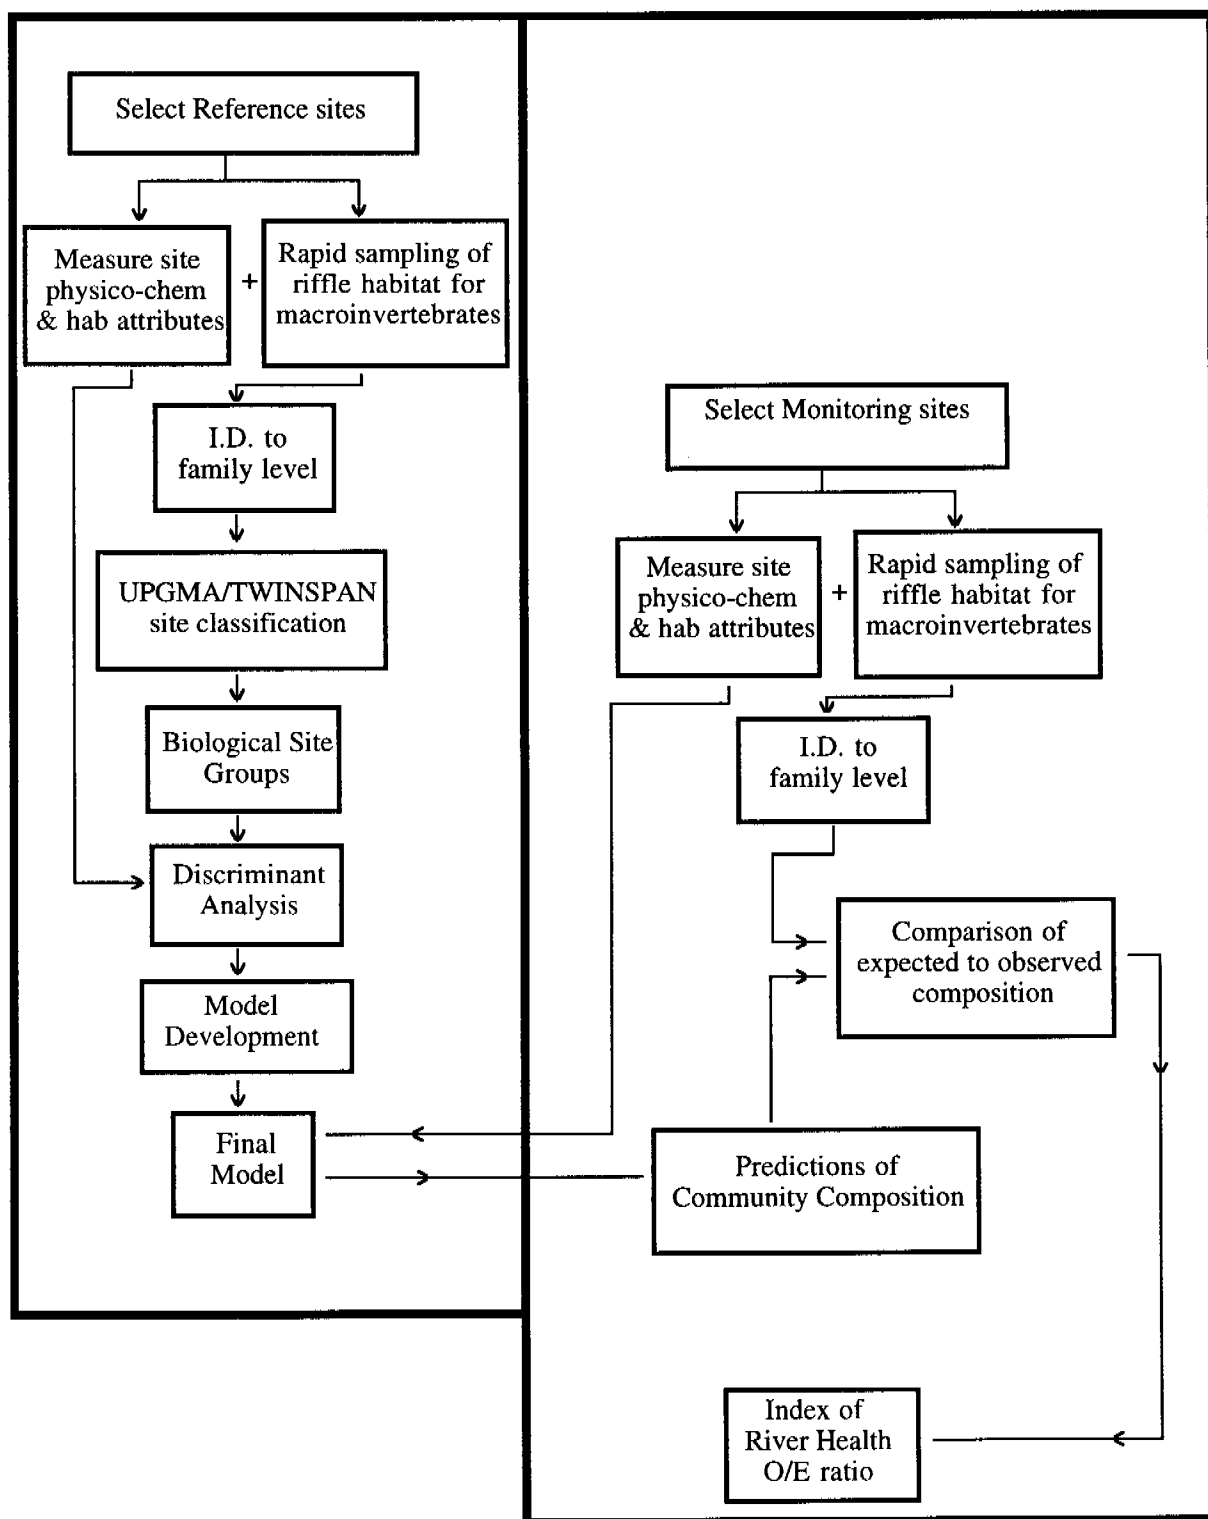 Select Reference sites
Measure site
physico-chem
& hab attributes
+
Rapid sampling of
riffle habitat for
macroinvertebrates
I.D. to
family level
UPGMA/TWINSPAN
site classification
Biological Site
Groups
Discriminant
Analysis
Model
Development
Final
Model
Select Monitoring sites
Measure site
physico-chem
& hab attributes
+
Rapid sampling of
riffle habitat for
macroinvertebrates
I.D. to
family level
Comparison of
expected to observed
composition
Predictions of
Community Composition
Index of
River Health
O/E ratio